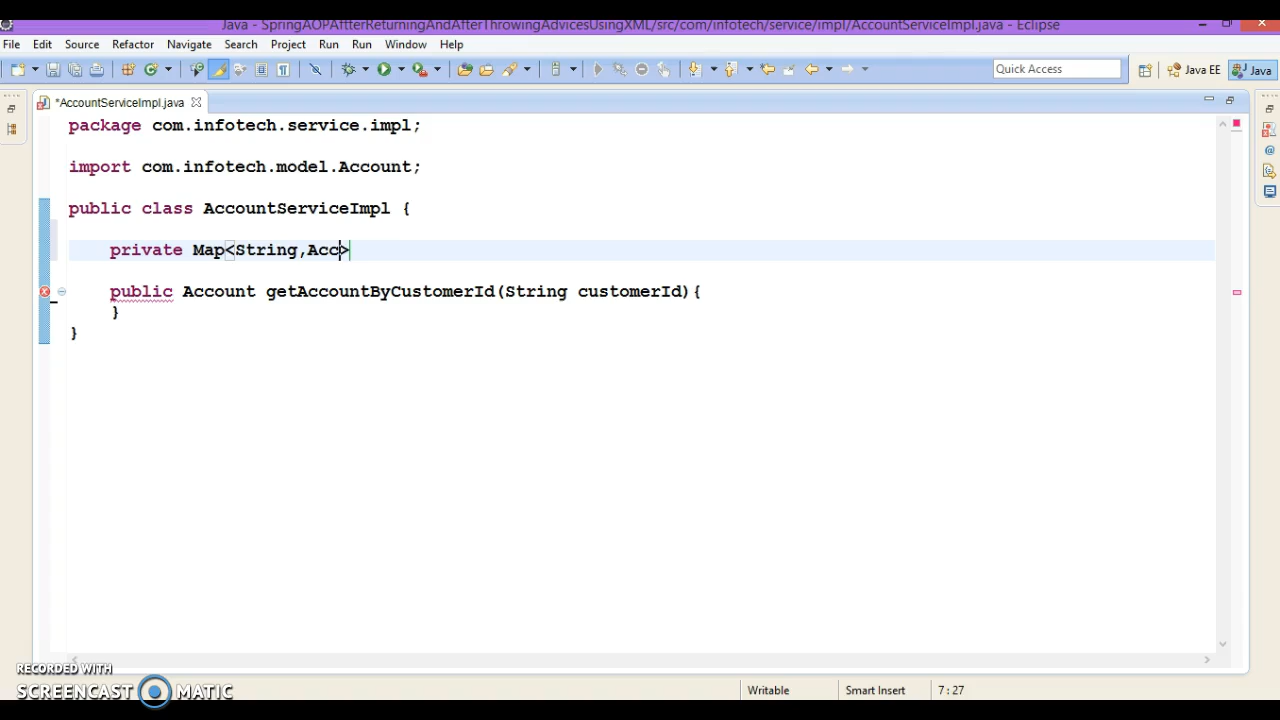 Java - SpringAOPAftterReturningAndAfterThrowingAdvicesUsingXML/src/com/infotech/service/impl/AccountServiceImpl.java - Eclipse
File Edit Source Refactor Navigate Search Project Run Run Window Help
Quick Access Java EE Java
*AccountServiceImpl.java
package com.infotech.service.impl;
import com.infotech.model.Account;
public class AccountServiceImpl {
private Map<String,Acc>
public Account getAccountByCustomerId(String customerId){
}
}
RECORDED WITH
SCREENCAST MATIC
Writable Smart Insert 7 : 27